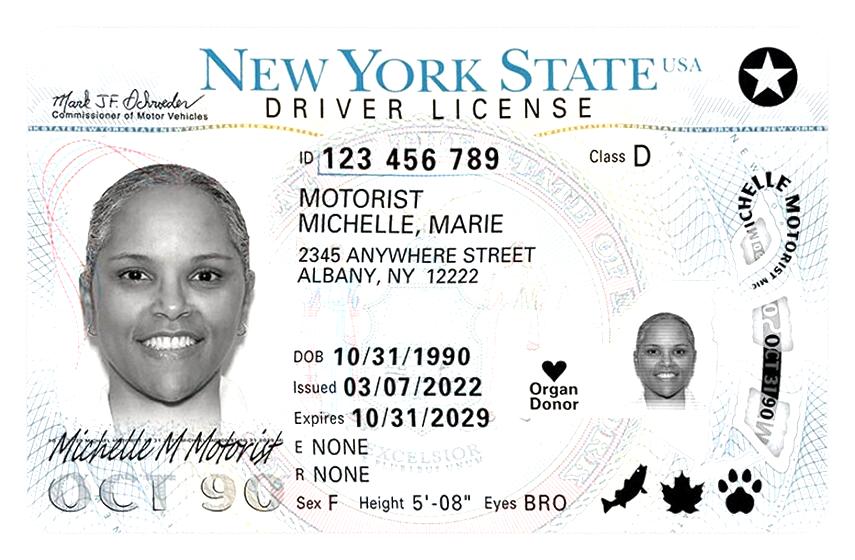 NEW YORK STATE USA
DRIVER LICENSE
Mark J.F. Schroeder
Commissioner of Motor Vehicles
ID 123 456 789
Class D
MOTORIST
MICHELLE, MARIE
2345 ANYWHERE STREET
ALBANY, NY 12222
DOB 10/31/1990
Issued 03/07/2022
Expires 10/31/2029
E NONE
R NONE
Sex F Height 5'-08" Eyes BRO
Organ
Donor
Michelle M Motorist
OCT 90
MICHELLE MOTORIST MIC
OCT 31 90
EXCELSIOR